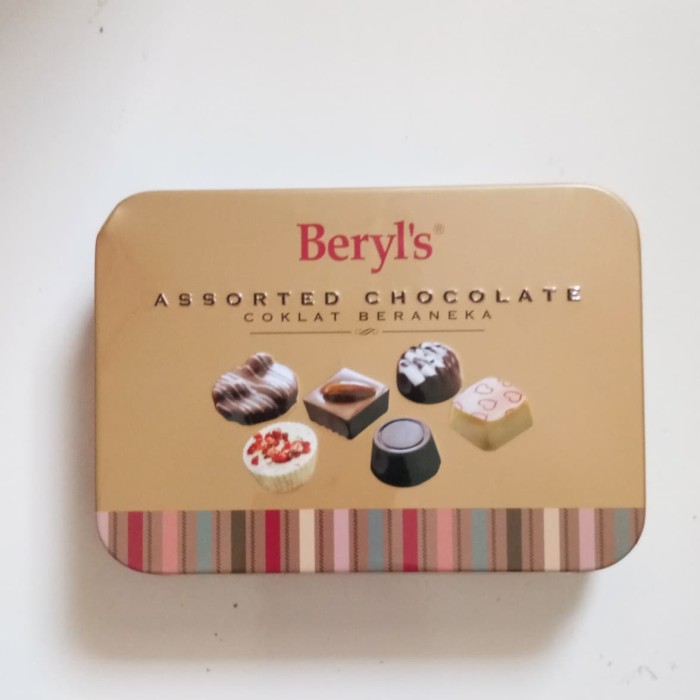 Beryl's®
ASSORTED CHOCOLATE
COKLAT BERANEKA